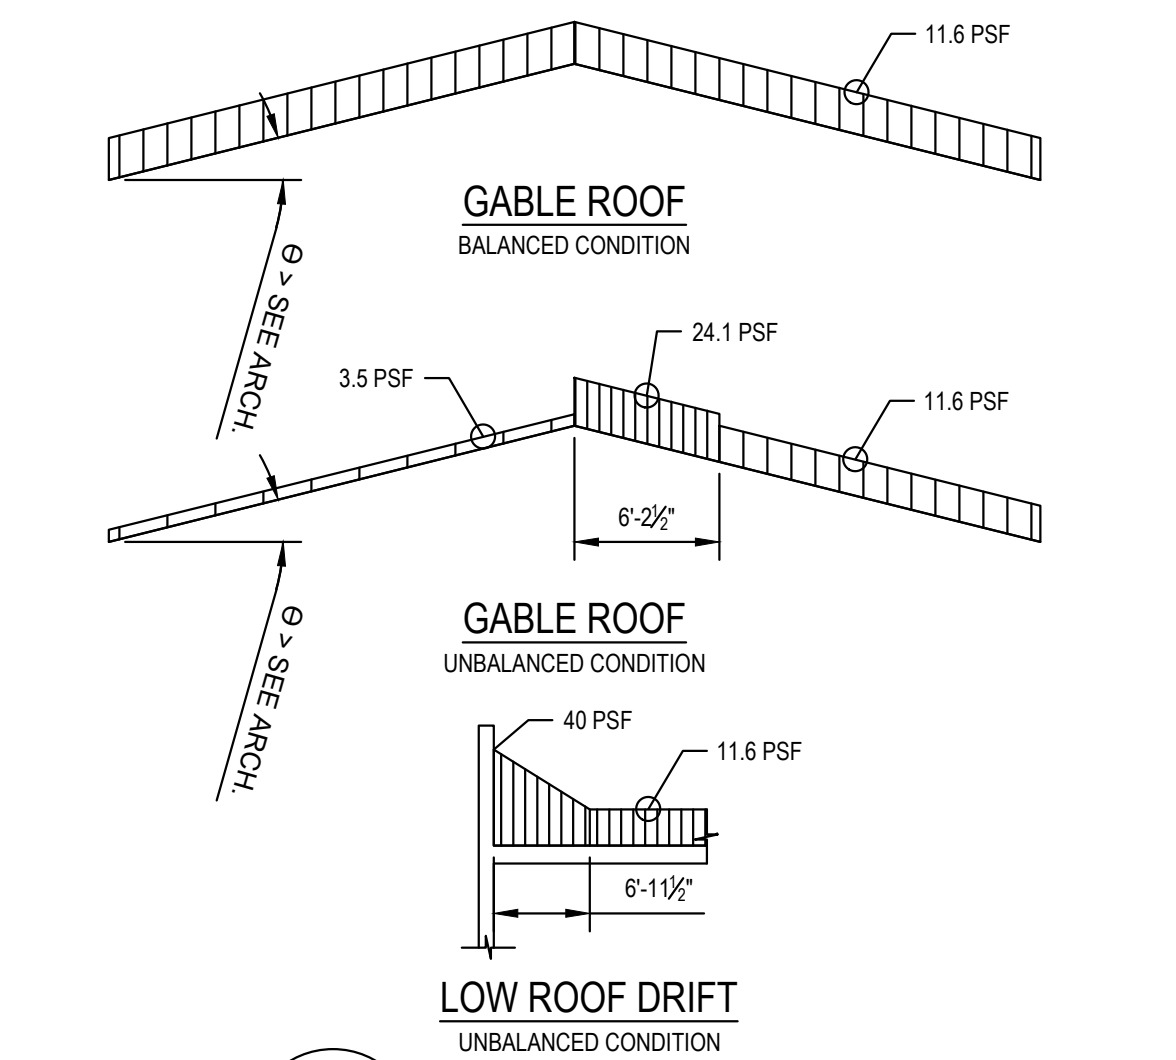 11.6 PSF
GABLE ROOF
BALANCED CONDITION
Θ > SEE ARCH.
24.1 PSF
3.5 PSF
11.6 PSF
6'-2½"
GABLE ROOF
UNBALANCED CONDITION
Θ > SEE ARCH.
40 PSF
11.6 PSF
6'-11½"
LOW ROOF DRIFT
UNBALANCED CONDITION